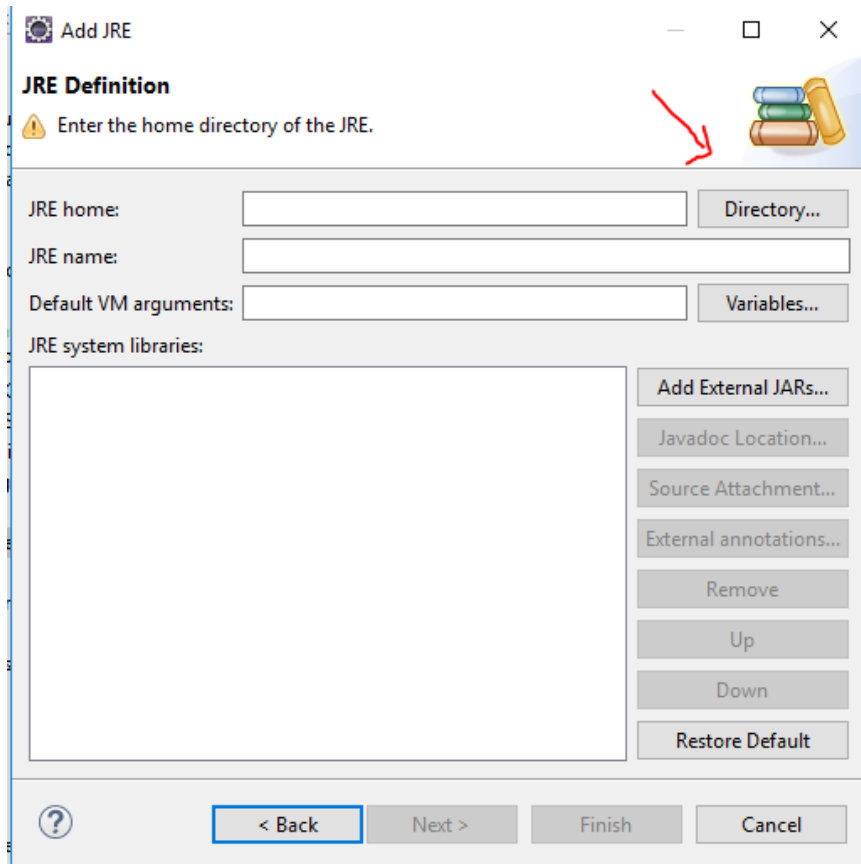 Add JRE
JRE Definition
Enter the home directory of the JRE.
JRE home:
Directory...
JRE name:
Default VM arguments:
Variables...
JRE system libraries:
Add External JARs...
Javadoc Location...
Source Attachment...
External annotations...
Remove
Up
Down
Restore Default
?
< Back
Next >
Finish
Cancel